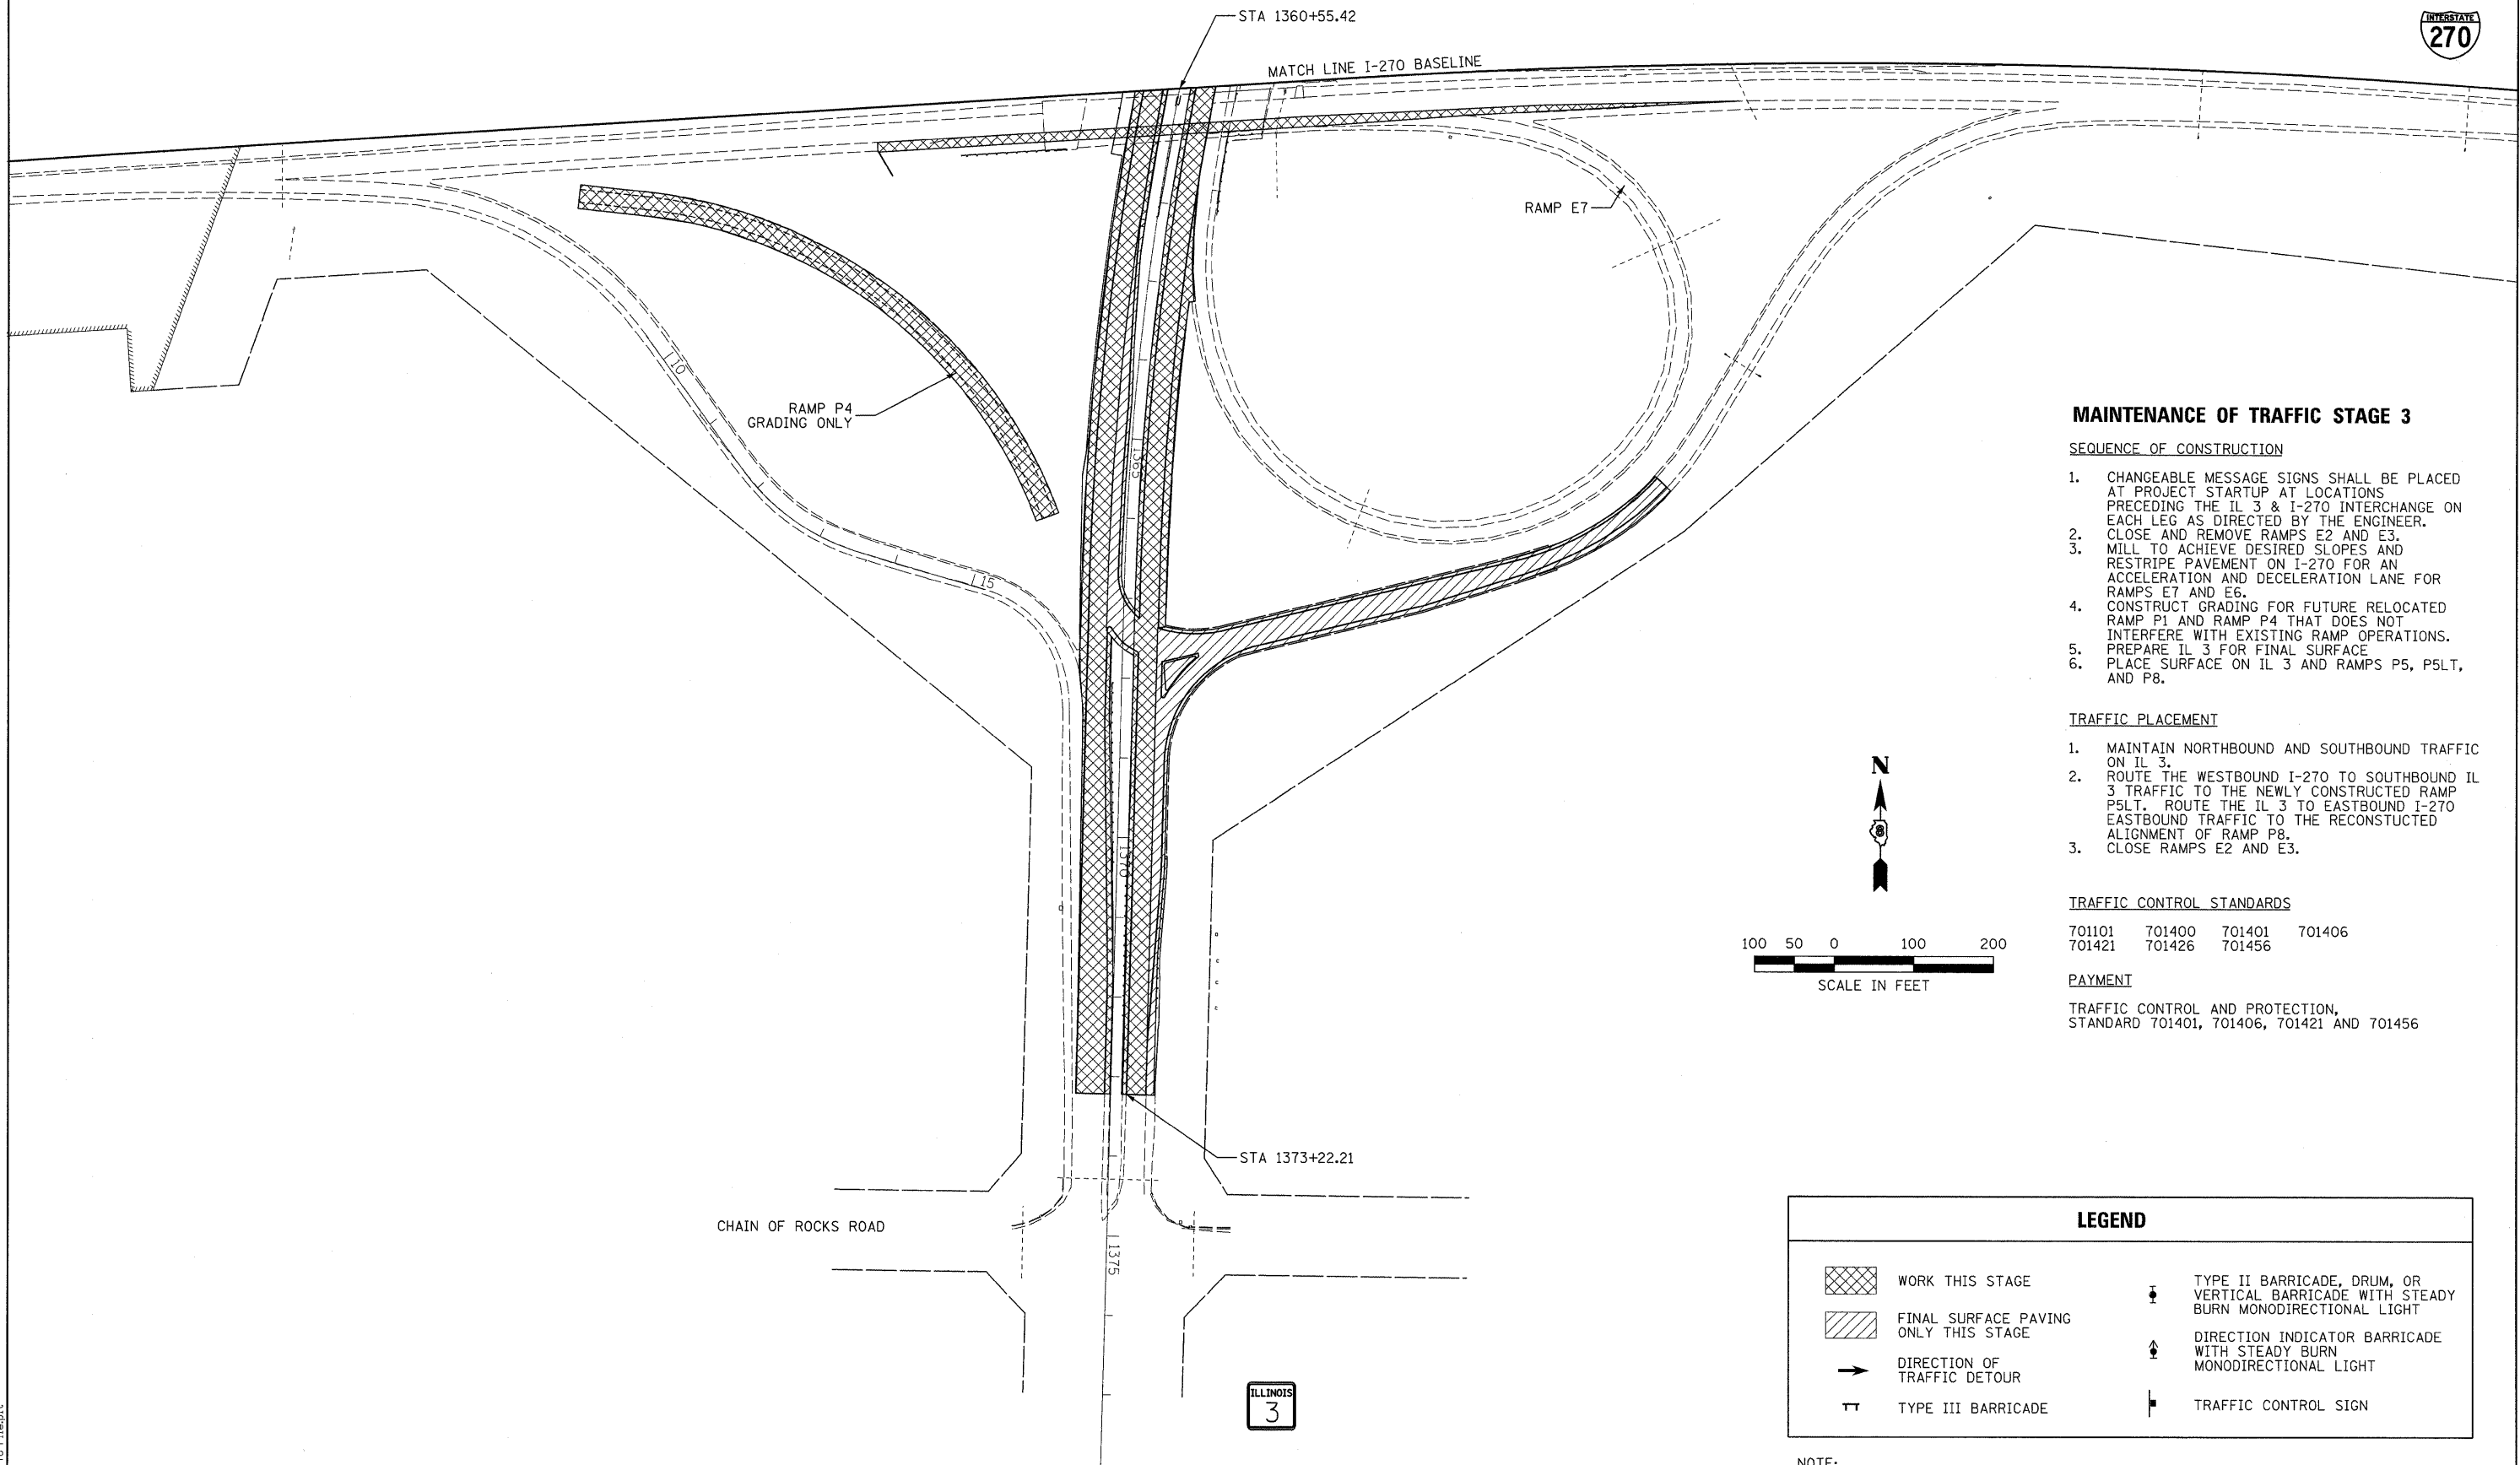 STA 1360+55.42
INTERSTATE
270
MATCH LINE I-270 BASELINE
RAMP E7
10
RAMP P4
GRADING ONLY
1365
15
1370
STA 1373+22.21
CHAIN OF ROCKS ROAD
1375
ILLINOIS
3
MAINTENANCE OF TRAFFIC STAGE 3
SEQUENCE OF CONSTRUCTION
1. CHANGEABLE MESSAGE SIGNS SHALL BE PLACED
AT PROJECT STARTUP AT LOCATIONS
PRECEDING THE IL 3 & I-270 INTERCHANGE ON
EACH LEG AS DIRECTED BY THE ENGINEER.
2. CLOSE AND REMOVE RAMPS E2 AND E3.
3. MILL TO ACHIEVE DESIRED SLOPES AND
RESTRIPE PAVEMENT ON I-270 FOR AN
ACCELERATION AND DECELERATION LANE FOR
RAMPS E7 AND E6.
4. CONSTRUCT GRADING FOR FUTURE RELOCATED
RAMP P1 AND RAMP P4 THAT DOES NOT
INTERFERE WITH EXISTING RAMP OPERATIONS.
5. PREPARE IL 3 FOR FINAL SURFACE
6. PLACE SURFACE ON IL 3 AND RAMPS P5, P5LT,
AND P8.
TRAFFIC PLACEMENT
1. MAINTAIN NORTHBOUND AND SOUTHBOUND TRAFFIC
ON IL 3.
2. ROUTE THE WESTBOUND I-270 TO SOUTHBOUND IL
3 TRAFFIC TO THE NEWLY CONSTRUCTED RAMP
P5LT. ROUTE THE IL 3 TO EASTBOUND I-270
EASTBOUND TRAFFIC TO THE RECONSTUCTED
ALIGNMENT OF RAMP P8.
3. CLOSE RAMPS E2 AND E3.
TRAFFIC CONTROL STANDARDS
701101 701400 701401 701406
701421 701426 701456
PAYMENT
TRAFFIC CONTROL AND PROTECTION,
STANDARD 701401, 701406, 701421 AND 701456
N
8
100 50 0 100 200
SCALE IN FEET
LEGEND
WORK THIS STAGE
FINAL SURFACE PAVING
ONLY THIS STAGE
DIRECTION OF
TRAFFIC DETOUR
TYPE III BARRICADE
TYPE II BARRICADE, DRUM, OR
VERTICAL BARRICADE WITH STEADY
BURN MONODIRECTIONAL LIGHT
DIRECTION INDICATOR BARRICADE
WITH STEADY BURN
MONODIRECTIONAL LIGHT
TRAFFIC CONTROL SIGN
NOTE: